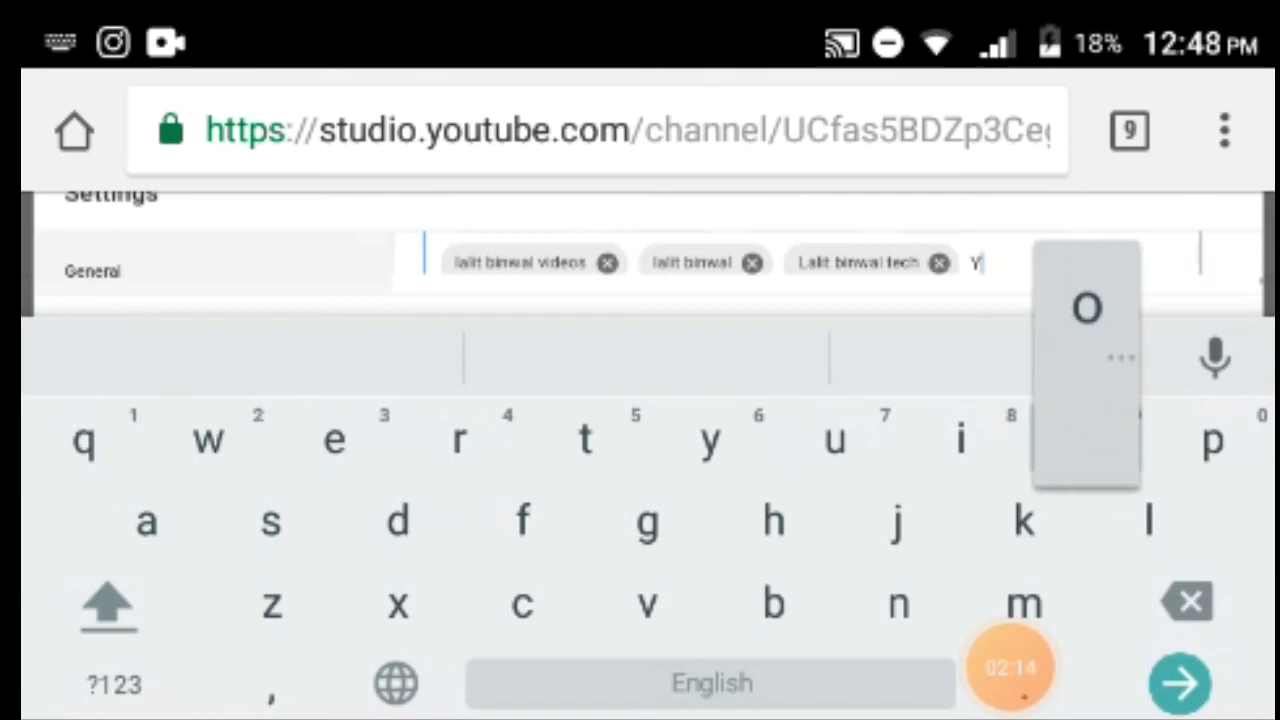 18% 12:48 PM
https://studio.youtube.com/channel/UCfas5BDZp3Ce
9
Settings
General
lalit binwal videos lalit binwal Lalit binwal tech Y
O
1 2 3 4 5 6 7 8 0
q w e r t y u i p
a s d f g h j k l
z x c v b n m
?123 , English 02:14 .